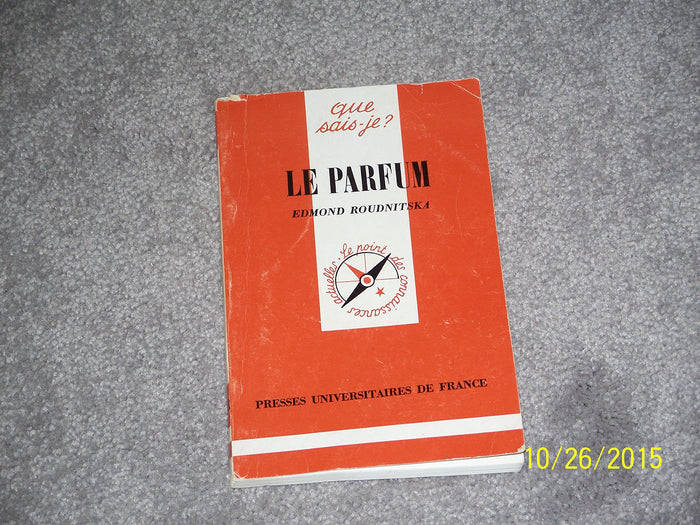 que
sais-je?
LE PARFUM
EDMOND ROUDNITSKA
Le point des connaissances actuelles.
PRESSES UNIVERSITAIRES DE FRANCE
10/26/2015